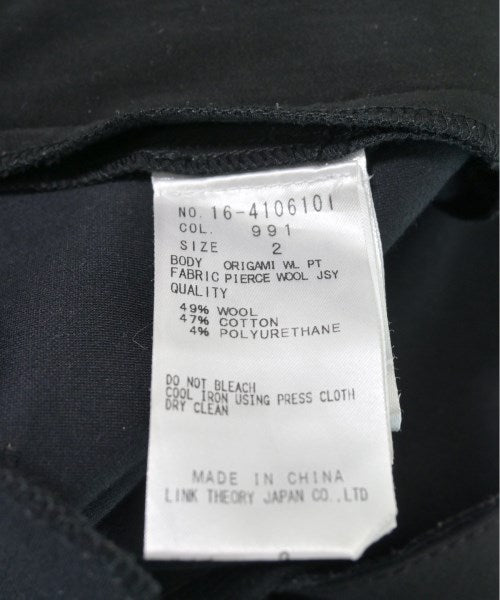 NO. 16-4106101
COL. 991
SIZE 2
BODY ORIGAMI WL PT
FABRIC PIERCE WOOL JSY
QUALITY
49% WOOL
47% COTTON
4% POLYURETHANE
DO NOT BLEACH
COOL IRON USING PRESS CLOTH
DRY CLEAN
MADE IN CHINA
LINK THEORY JAPAN CO.,LTD